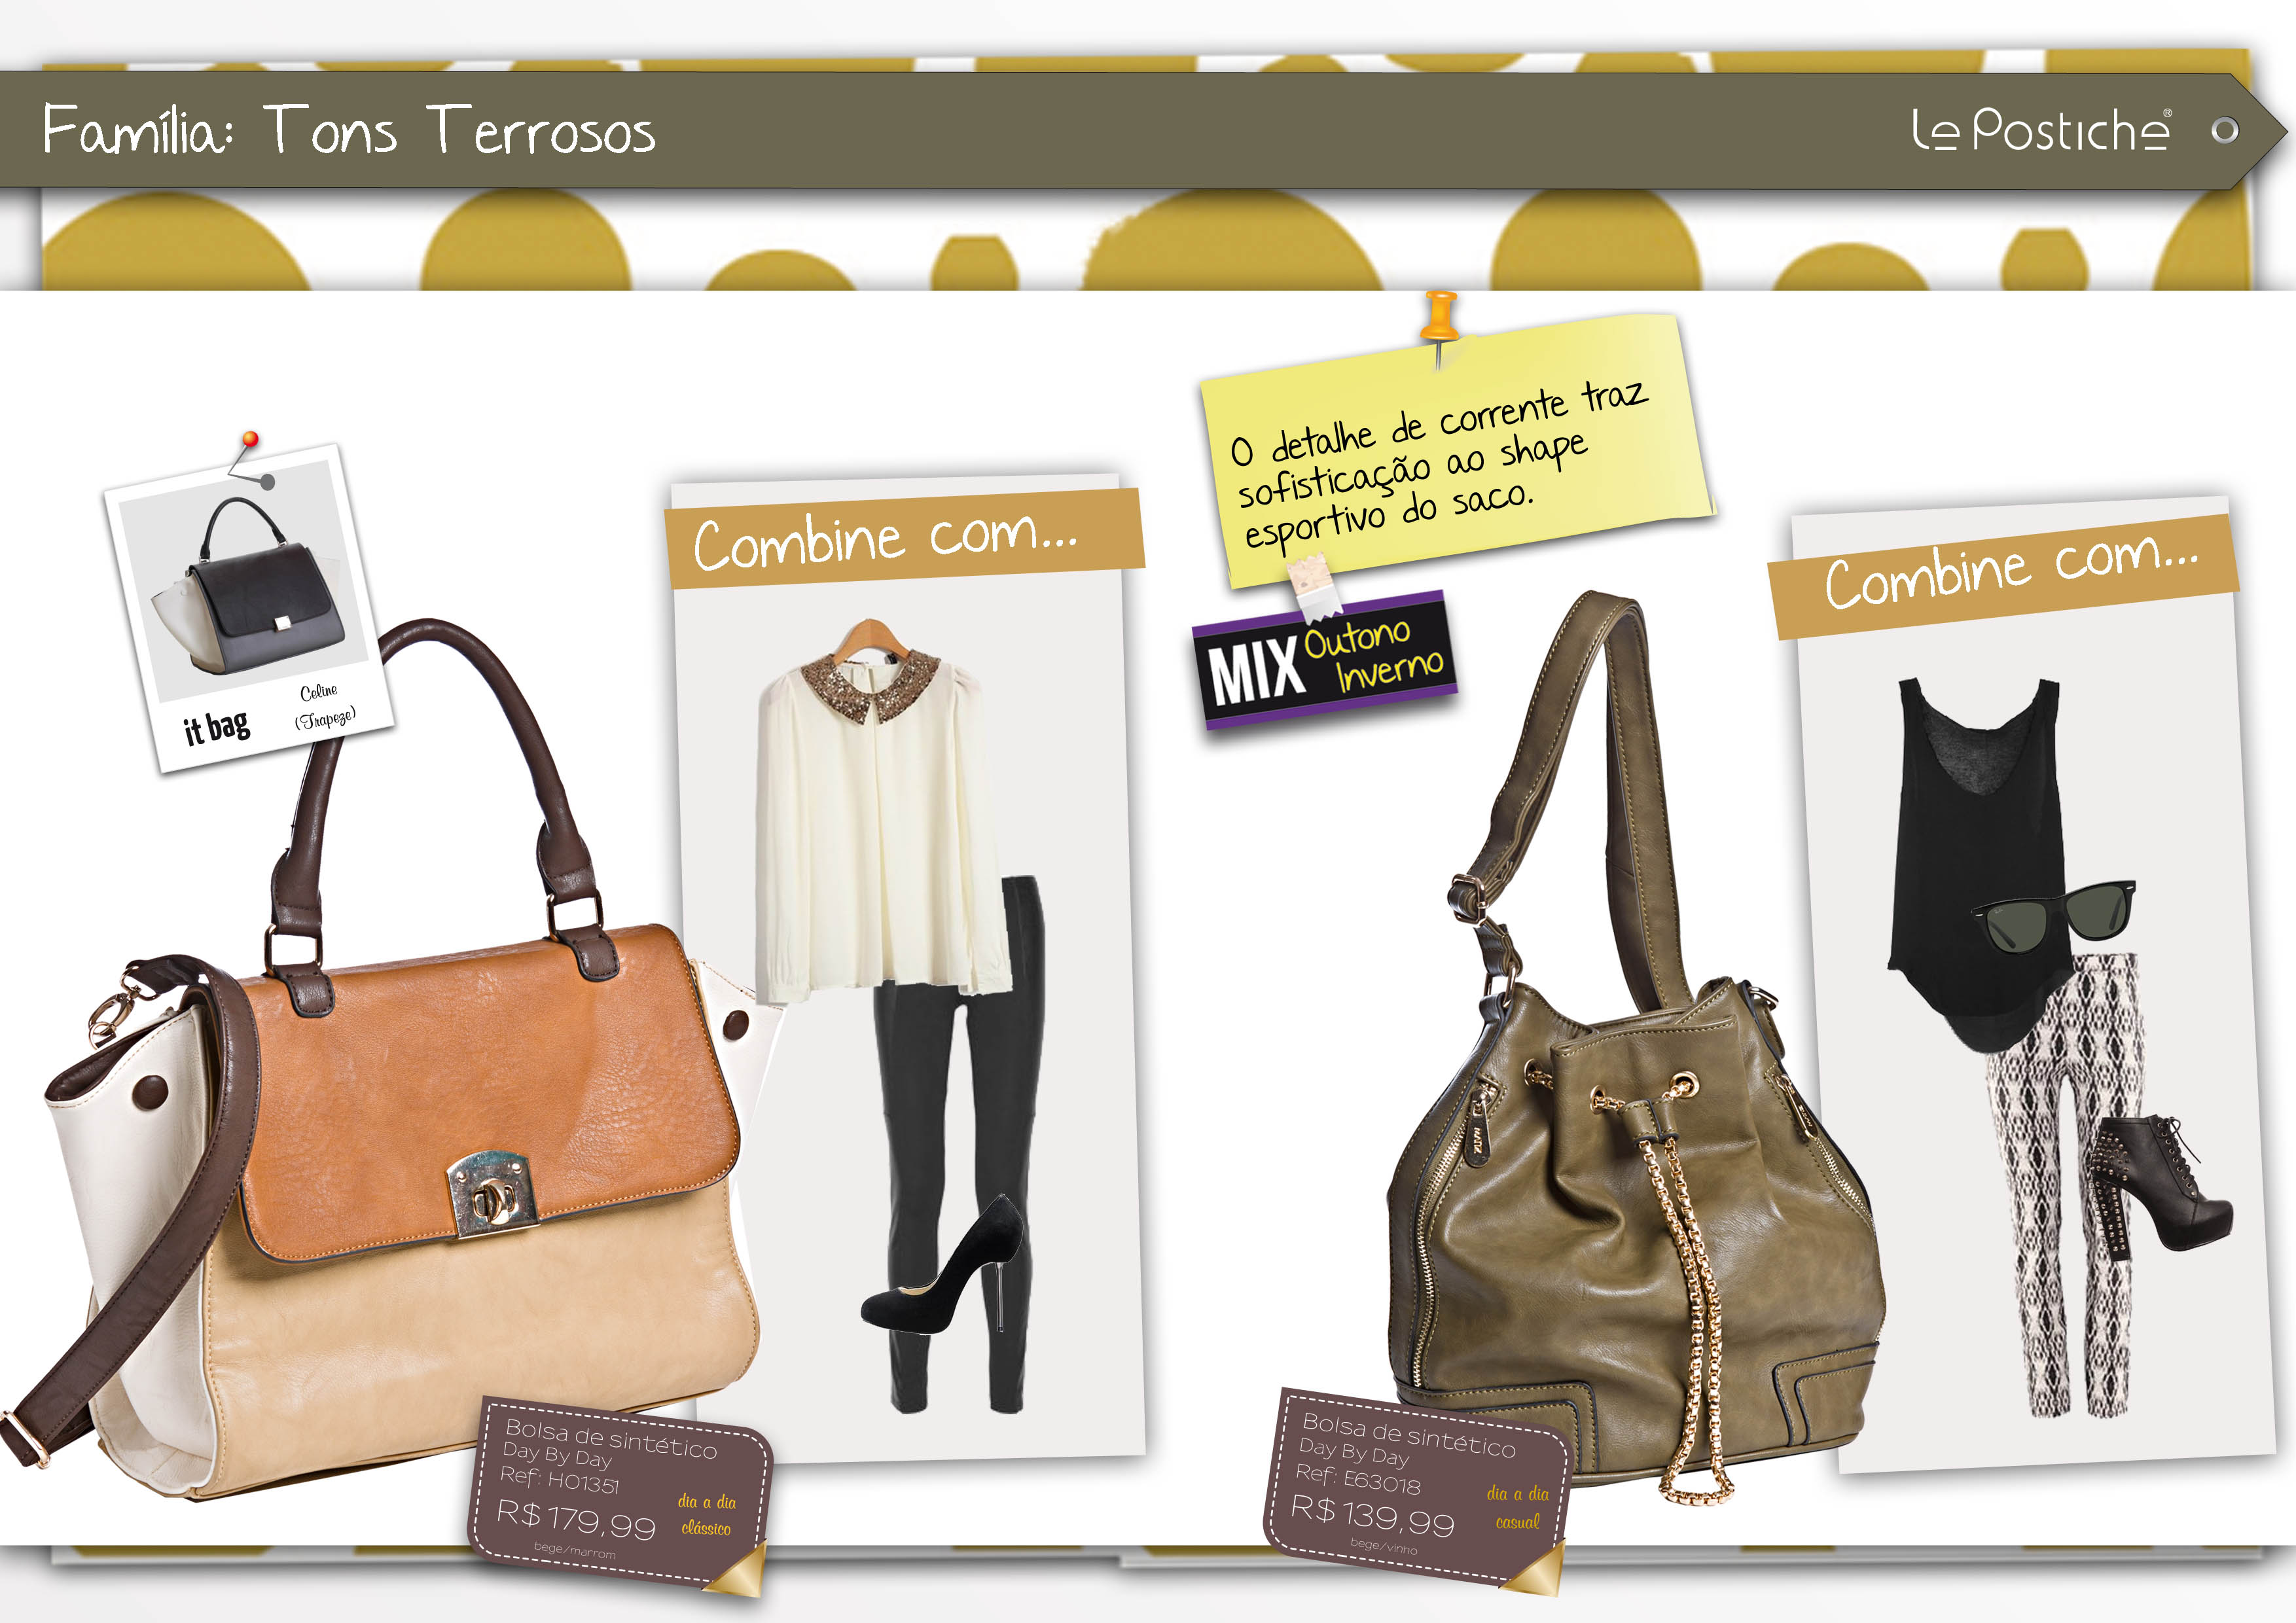 Família: Tons Terrosos
Le Postiche®
it bag
Celine
(Trapeze)
Combine com...
Bolsa de sintético
Day By Day
Ref: H01351
R$ 179,99
dia a dia
clássico
bege/marrom
O detalhe de corrente traz
sofisticação ao shape
esportivo do saco.
MIX Outono
Inverno
Combine com...
Bolsa de sintético
Day By Day
Ref: E63018
R$ 139,99
dia a dia
casual
bege/vinho